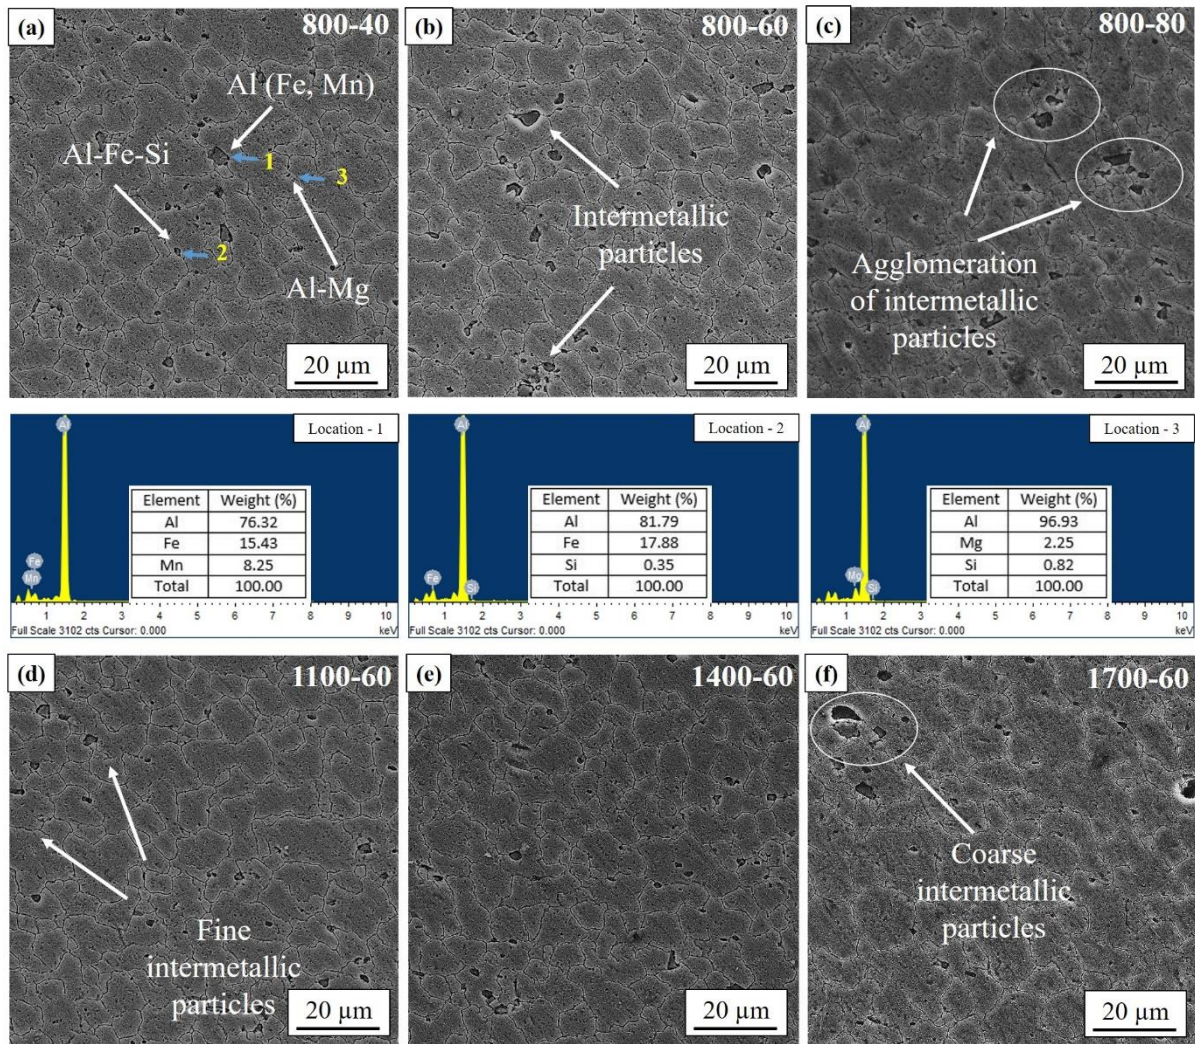 (a)
800-40
Al (Fe, Mn)
1
3
Al-Fe-Si
2
Al-Mg
20 µm
(b)
800-60
Intermetallic
particles
20 µm
(c)
800-80
Agglomeration
of intermetallic
particles
20 µm
Location - 1
Al
Element Weight (%)
Al 76.32
Fe 15.43
Mn 8.25
Total 100.00
Fe
Mn
1 2 3 4 5 6 7 8 9 10
Full Scale 3102 cts Cursor: 0.000 keV
Location - 2
Al
Element Weight (%)
Al 81.79
Fe 17.88
Si 0.35
Total 100.00
Fe
Si
1 2 3 4 5 6 7 8 9 10
Full Scale 3102 cts Cursor: 0.000 keV
Location - 3
Al
Element Weight (%)
Al 96.93
Mg 2.25
Si 0.82
Total 100.00
Mg
Si
1 2 3 4 5 6 7 8 9 10
Full Scale 3102 cts Cursor: 0.000 keV
(d)
1100-60
Fine
intermetallic
particles
20 µm
(e)
1400-60
20 µm
(f)
1700-60
Coarse
intermetallic
particles
20 µm